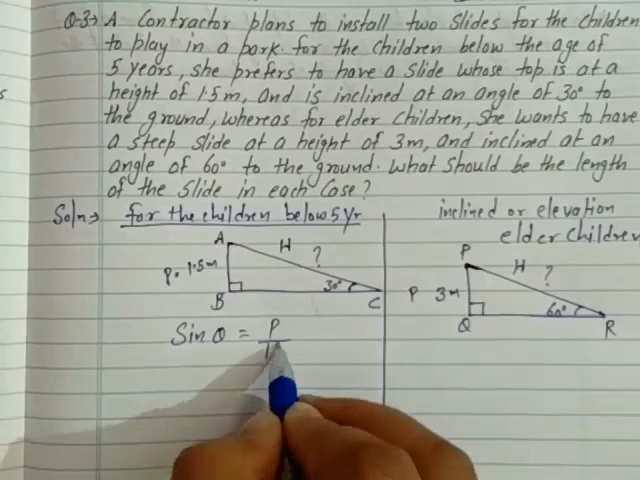 Q-3→ A Contractor plans to install two Slides for the children
to play in a park. for the children below the age of
5 years, she prefers to have a slide whose top is at a
height of 1.5m, and is inclined at an angle of 30° to
the ground, whereas for elder children, she wants to have
a steep slide at a height of 3m, and inclined at an
angle of 60° to the ground. what should be the length
of the slide in each case?
Soln→ for the children below 5 yr
A
H
?
P = 1.5m
30°
B
C
Sin θ = P
inclined or elevation
elder children
P
H
?
P 3m
60°
Q
R